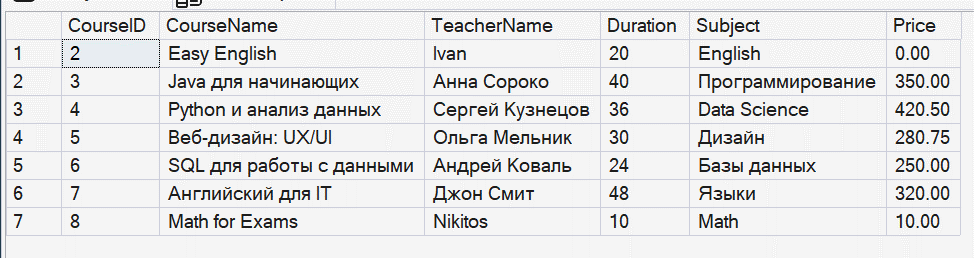 CourseID CourseName TeacherName Duration Subject Price
1 2 Easy English Ivan 20 English 0.00
2 3 Java для начинающих Анна Сороко 40 Программирование 350.00
3 4 Python и анализ данных Сергей Кузнецов 36 Data Science 420.50
4 5 Веб-дизайн: UX/UI Ольга Мельник 30 Дизайн 280.75
5 6 SQL для работы с данными Андрей Коваль 24 Базы данных 250.00
6 7 Английский для IT Джон Смит 48 Языки 320.00
7 8 Math for Exams Nikitos 10 Math 10.00